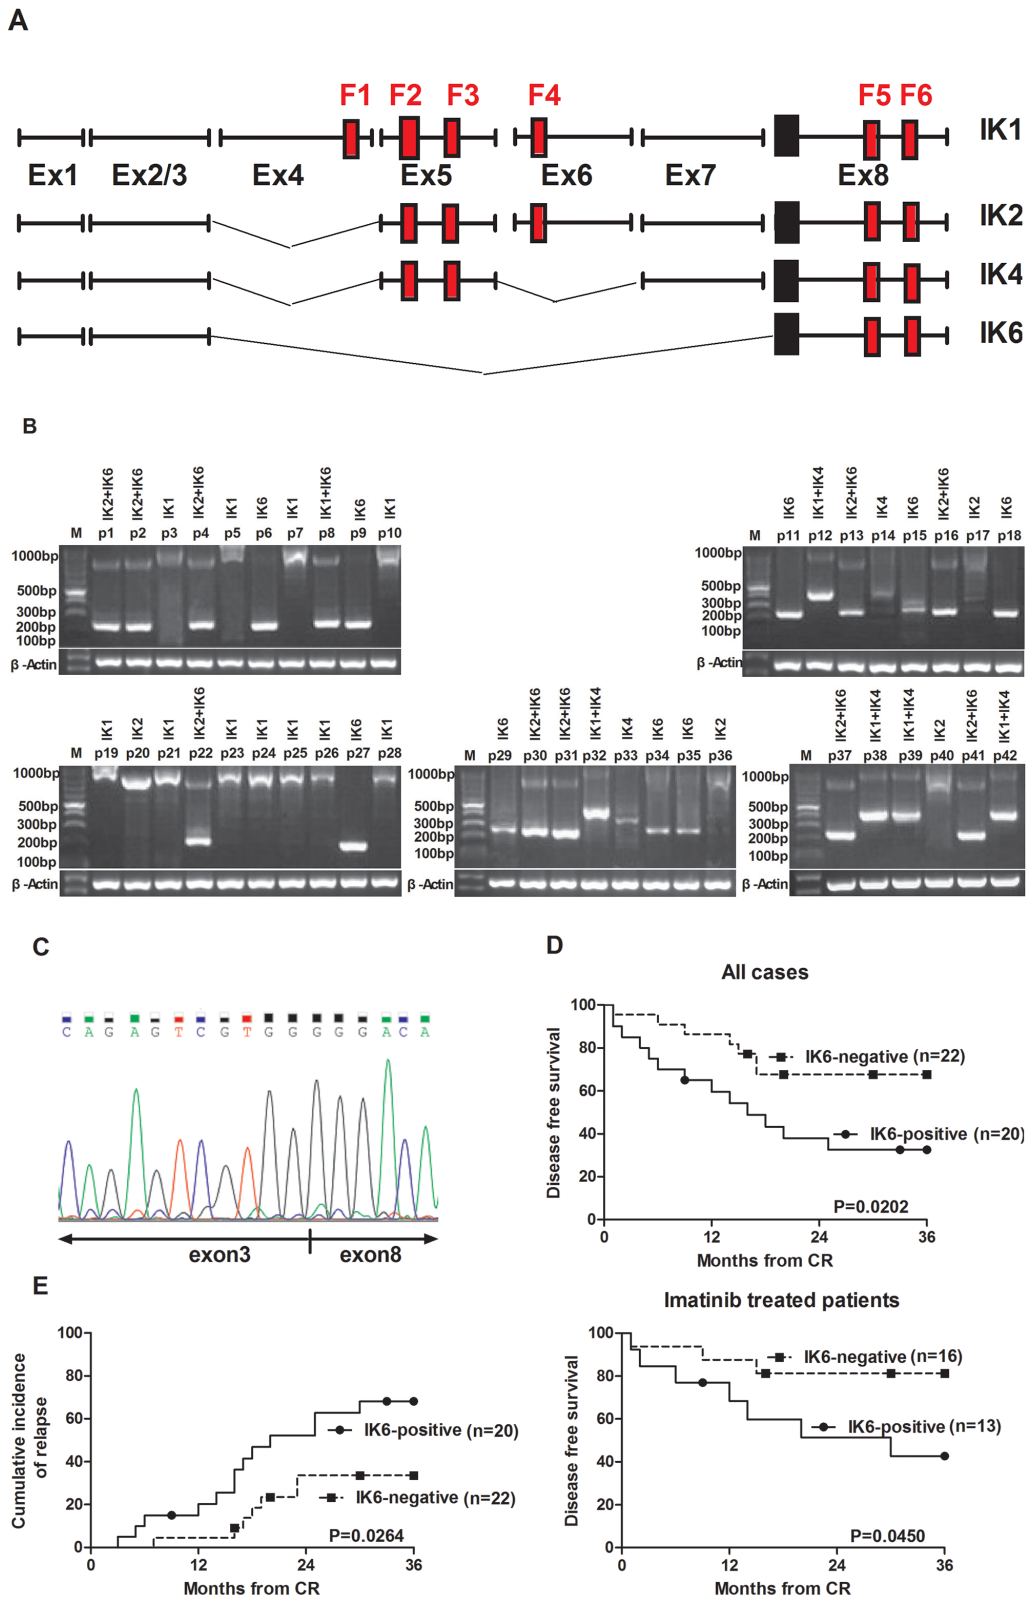 A
F1 F2 F3 F4 F5 F6
IK1
Ex1 Ex2/3 Ex4 Ex5 Ex6 Ex7 Ex8
IK2
IK4
IK6
B
IK2+IK6 IK2+IK6 IK1 IK2+IK6 IK1 IK6 IK1 IK1+IK6 IK6 IK1
M p1 p2 p3 p4 p5 p6 p7 p8 p9 p10
1000bp
500bp
300bp
200bp
100bp
β-Actin
IK6 IK1+IK4 IK2+IK6 IK4 IK6 IK2+IK6 IK2 IK6
M p11 p12 p13 p14 p15 p16 p17 p18
1000bp
500bp
300bp
200bp
100bp
β-Actin
IK1 IK2 IK1 IK2+IK6 IK1 IK1 IK1 IK1 IK6 IK1
M p19 p20 p21 p22 p23 p24 p25 p26 p27 p28
1000bp
500bp
300bp
200bp
100bp
β-Actin
IK6 IK2+IK6 IK2+IK6 IK1+IK4 IK4 IK6 IK6 IK2
M p29 p30 p31 p32 p33 p34 p35 p36
1000bp
500bp
300bp
200bp
100bp
β-Actin
IK2+IK6 IK1+IK4 IK1+IK4 IK2 IK2+IK6 IK1+IK4
M p37 p38 p39 p40 p41 p42
1000bp
500bp
300bp
200bp
100bp
β-Actin
C
C A G A G T C G T G G G G G A C A
exon3 exon8
D
All cases
Disease free survival
100
80
60
40
20
0
IK6-negative (n=22)
IK6-positive (n=20)
P=0.0202
0 12 24 36
Months from CR
E
Cumulative incidence
of relapse
100
80
60
40
20
0
IK6-positive (n=20)
IK6-negative (n=22)
P=0.0264
0 12 24 36
Months from CR
Imatinib treated patients
Disease free survival
100
80
60
40
20
0
IK6-negative (n=16)
IK6-positive (n=13)
P=0.0450
0 12 24 36
Months from CR